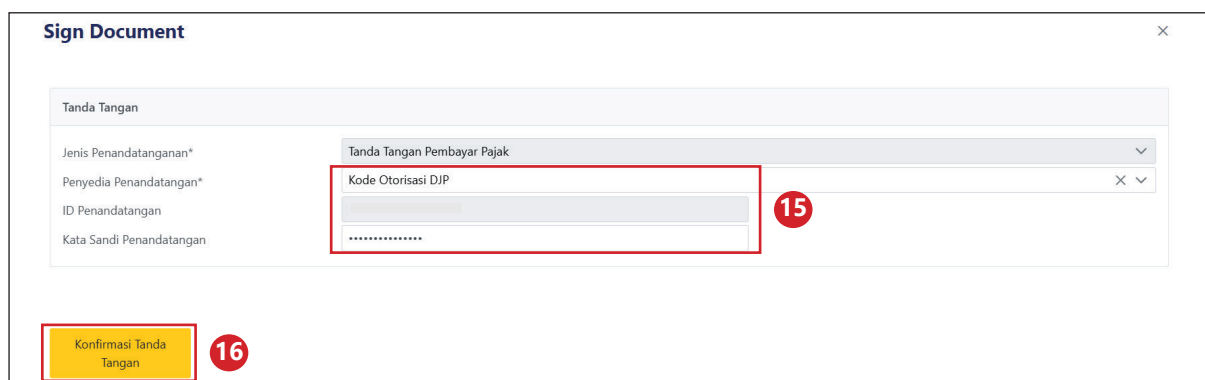 Sign Document
Tanda Tangan
Jenis Penandatanganan*
Tanda Tangan Pembayar Pajak
Penyedia Penandatangan*
Kode Otorisasi DJP
ID Penandatangan
15
Kata Sandi Penandatangan
•••••••••••••••
Konfirmasi Tanda
Tangan
16